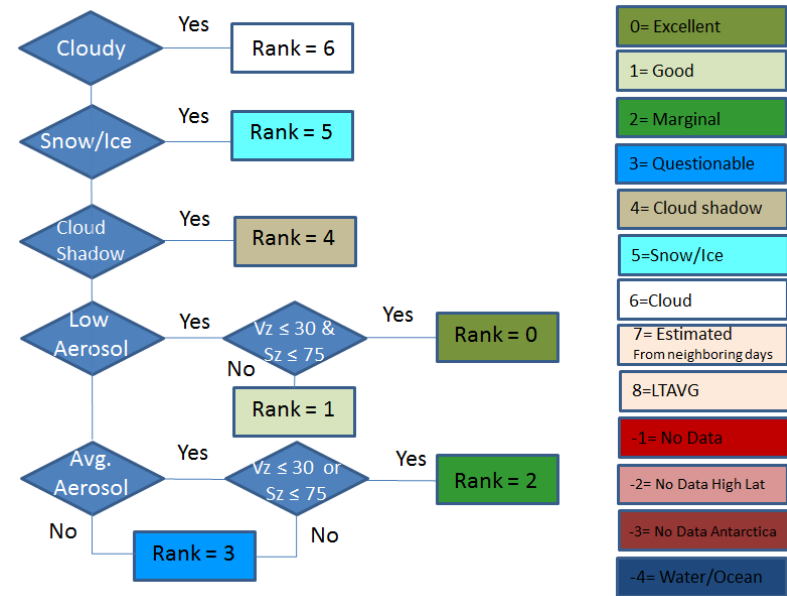 Cloudy
Yes
Rank = 6
Snow/Ice
Yes
Rank = 5
Cloud
Shadow
Yes
Rank = 4
Low
Aerosol
Yes
Vz ≤ 30 &
Sz ≤ 75
Yes
Rank = 0
No
Rank = 1
Avg.
Aerosol
Yes
Vz ≤ 30 or
Sz ≤ 75
Yes
Rank = 2
No
Rank = 3
No
0= Excellent
1= Good
2= Marginal
3= Questionable
4= Cloud shadow
5=Snow/Ice
6=Cloud
7= Estimated
From neighboring days
8=LTAVG
-1= No Data
-2= No Data High Lat
-3= No Data Antarctica
-4= Water/Ocean